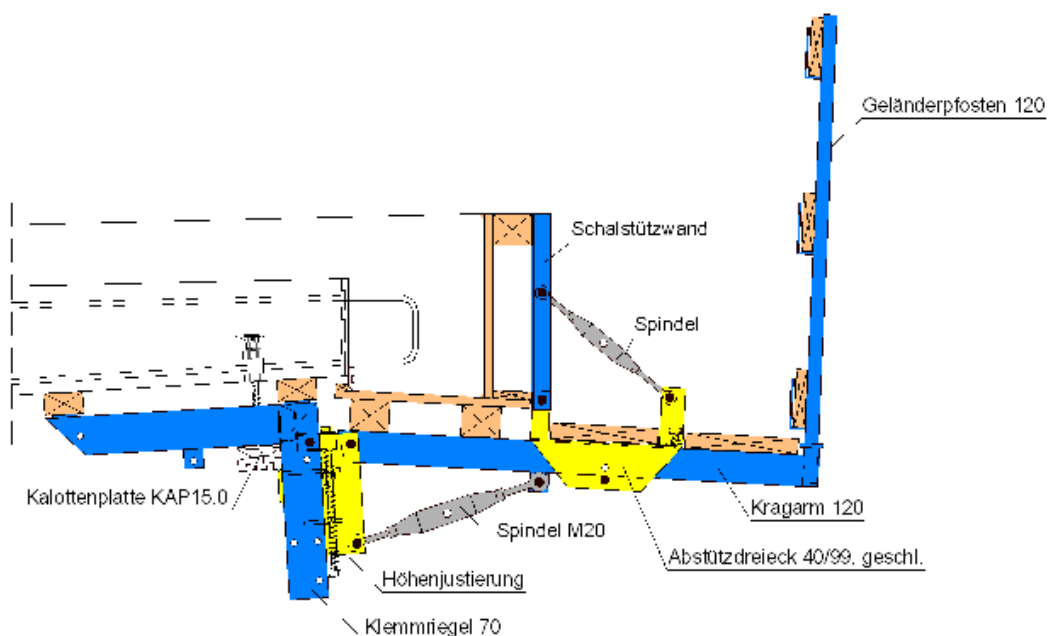 Geländerpfosten 120
Schalstützwand
Spindel
Kalottenplatte KAP15.0
Kragarm 120
Spindel M20
Abstützdreieck 40/99, geschl.
Höhenjustierung
Klemmriegel 70